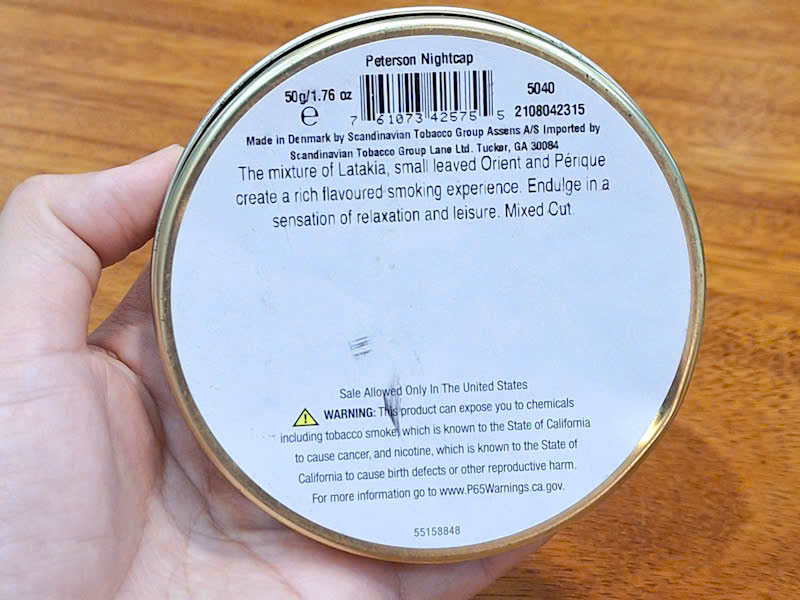 Peterson Nightcap
50g/1.76 oz
℮
7 61073 42575 5
5040
2108042315
Made in Denmark by Scandinavian Tobacco Group Assens A/S Imported by
Scandinavian Tobacco Group Lane Ltd. Tucker, GA 30084
The mixture of Latakia, small leaved Orient and Périque
create a rich flavoured smoking experience. Endulge in a
sensation of relaxation and leisure. Mixed Cut.
Sale Allowed Only In The United States
WARNING: This product can expose you to chemicals
including tobacco smoke, which is known to the State of California
to cause cancer, and nicotine, which is known to the State of
California to cause birth defects or other reproductive harm.
For more information go to www.P65Warnings.ca.gov.
55158848